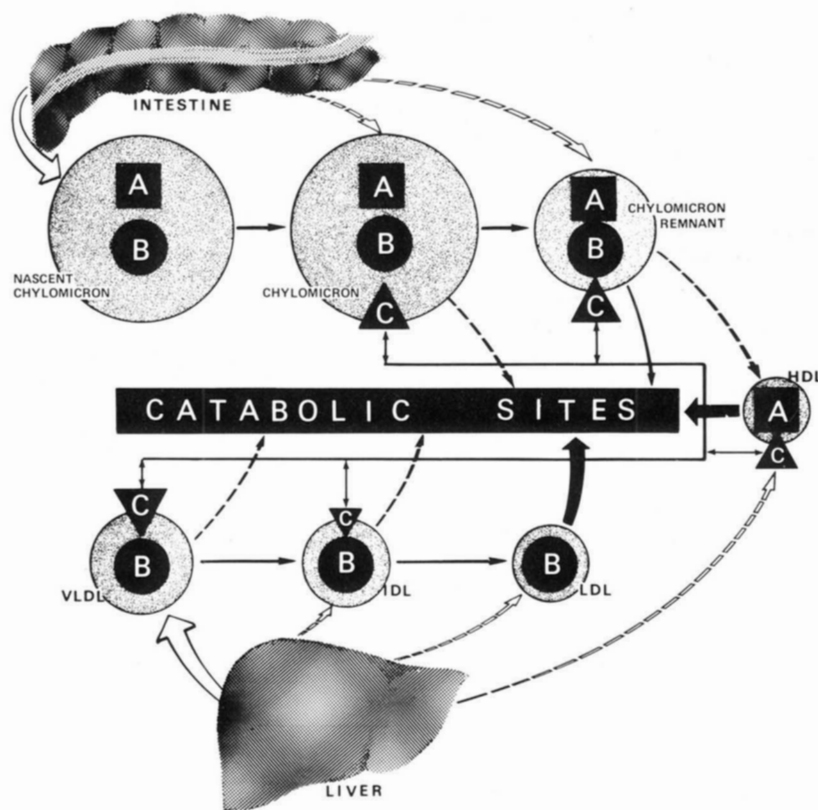 INTESTINE
A
A
A
B
B
B
CHYLOMICRON
REMNANT
NASCENT
CHYLOMICRON
CHYLOMICRON
C
C
HDL
CATABOLIC SITES
A
C
C
C
B
B
B
VLDL
IDL
LDL
LIVER